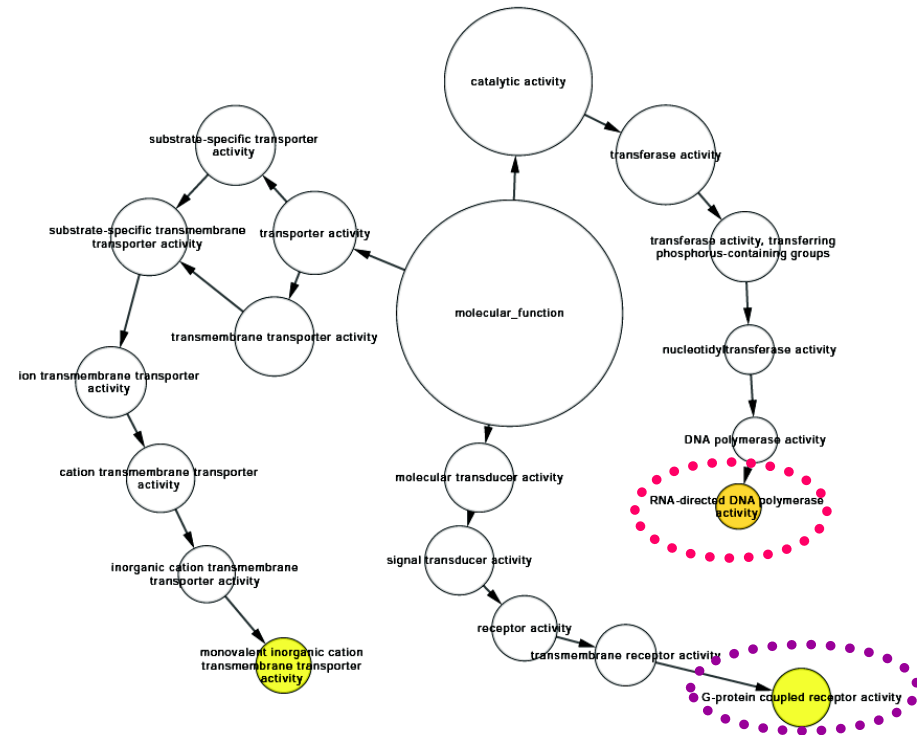 catalytic activity
substrate-specific transporter
activity
transferase activity
substrate-specific transmembrane
transporter activity
transporter activity
transferase activity, transferring
phosphorus-containing groups
molecular_function
transmembrane transporter activity
nucleotidyltransferase activity
ion transmembrane transporter
activity
DNA polymerase activity
cation transmembrane transporter
activity
molecular transducer activity
RNA-directed DNA polymerase
activity
signal transducer activity
inorganic cation transmembrane
transporter activity
receptor activity
monovalent inorganic cation
transmembrane transporter
activity
transmembrane receptor activity
G-protein coupled receptor activity